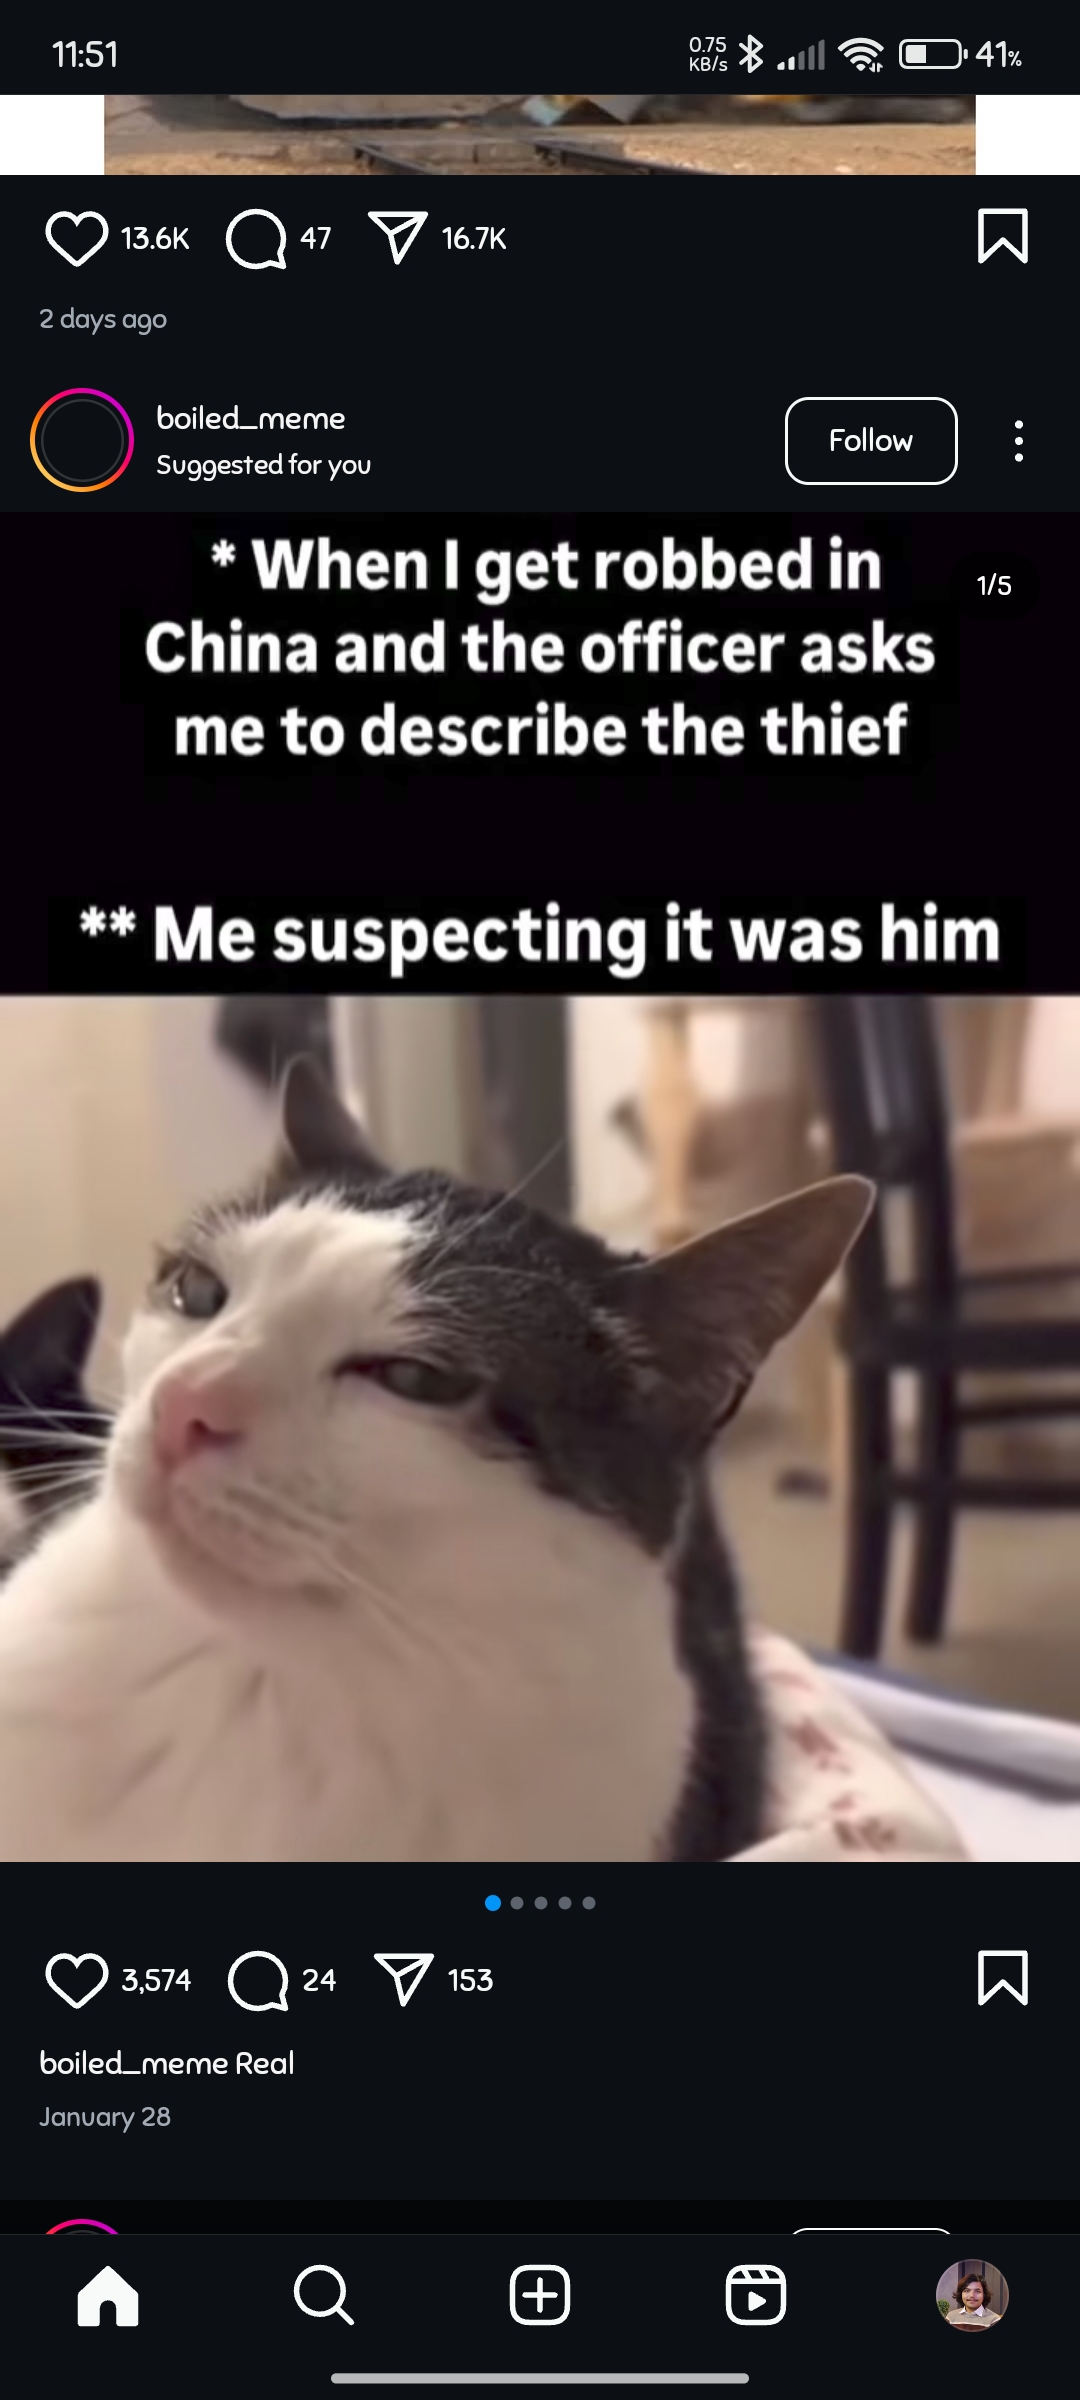 11:51
0.75
KB/s
41%
13.6K 47 16.7K
2 days ago
boiled_meme
Suggested for you
Follow
* When I get robbed in
China and the officer asks
me to describe the thief
1/5
** Me suspecting it was him
3,574 24 153
boiled_meme Real
January 28